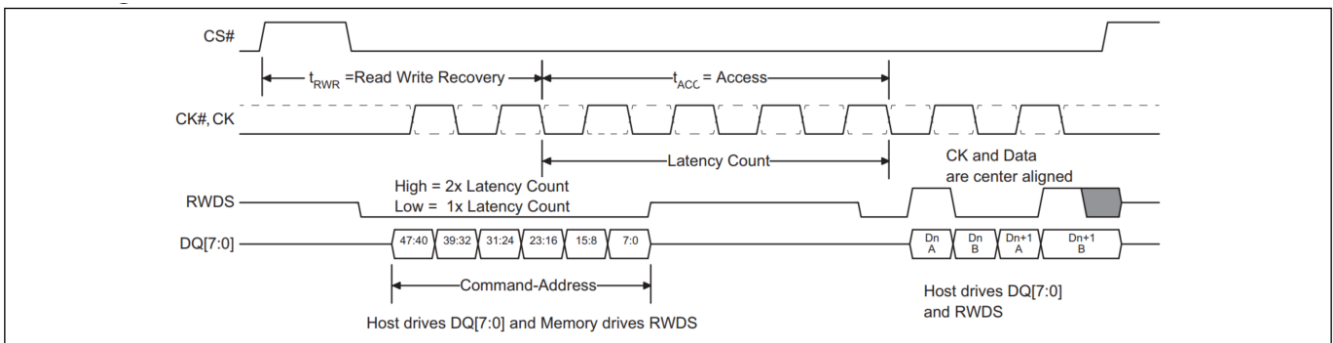 CS#
tRWR =Read Write Recovery
tACC = Access
CK#, CK
Latency Count
CK and Data
are center aligned
High = 2x Latency Count
Low = 1x Latency Count
RWDS
DQ[7:0]
47:40 39:32 31:24 23:16 15:8 7:0
Dn A Dn B Dn+1 A Dn+1 B
Command-Address
Host drives DQ[7:0] and Memory drives RWDS
Host drives DQ[7:0]
and RWDS